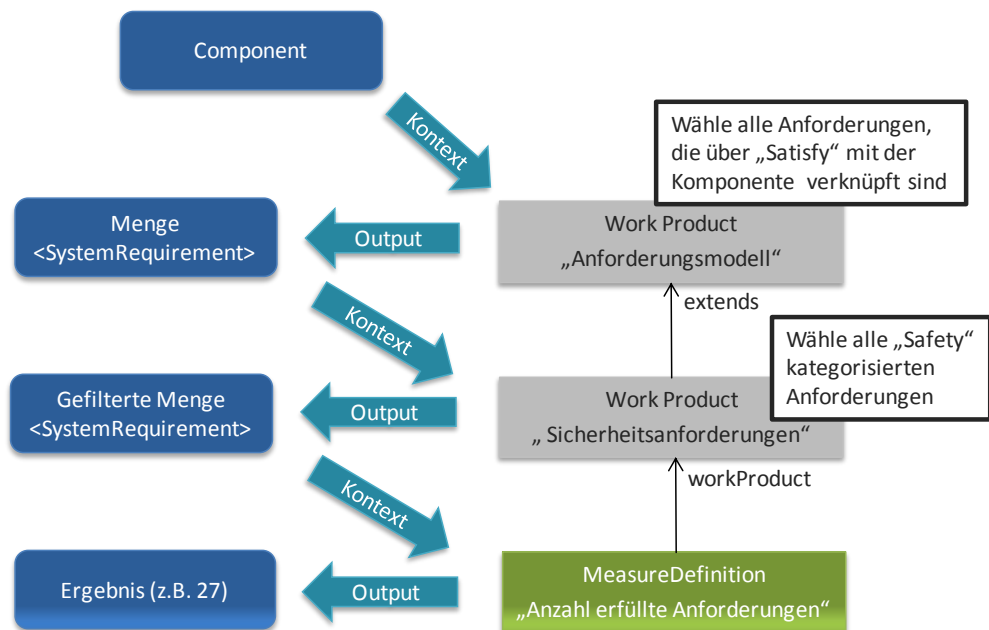 Component
Kontext
Wähle alle Anforderungen,
die über „Satisfy“ mit der
Komponente verknüpft sind
Menge
<SystemRequirement>
Output
Work Product
„Anforderungsmodell“
extends
Kontext
Wähle alle „Safety“
kategorisierten
Anforderungen
Gefilterte Menge
<SystemRequirement>
Output
Work Product
„ Sicherheitsanforderungen“
Kontext
workProduct
Ergebnis (z.B. 27)
Output
MeasureDefinition
„Anzahl erfüllte Anforderungen“